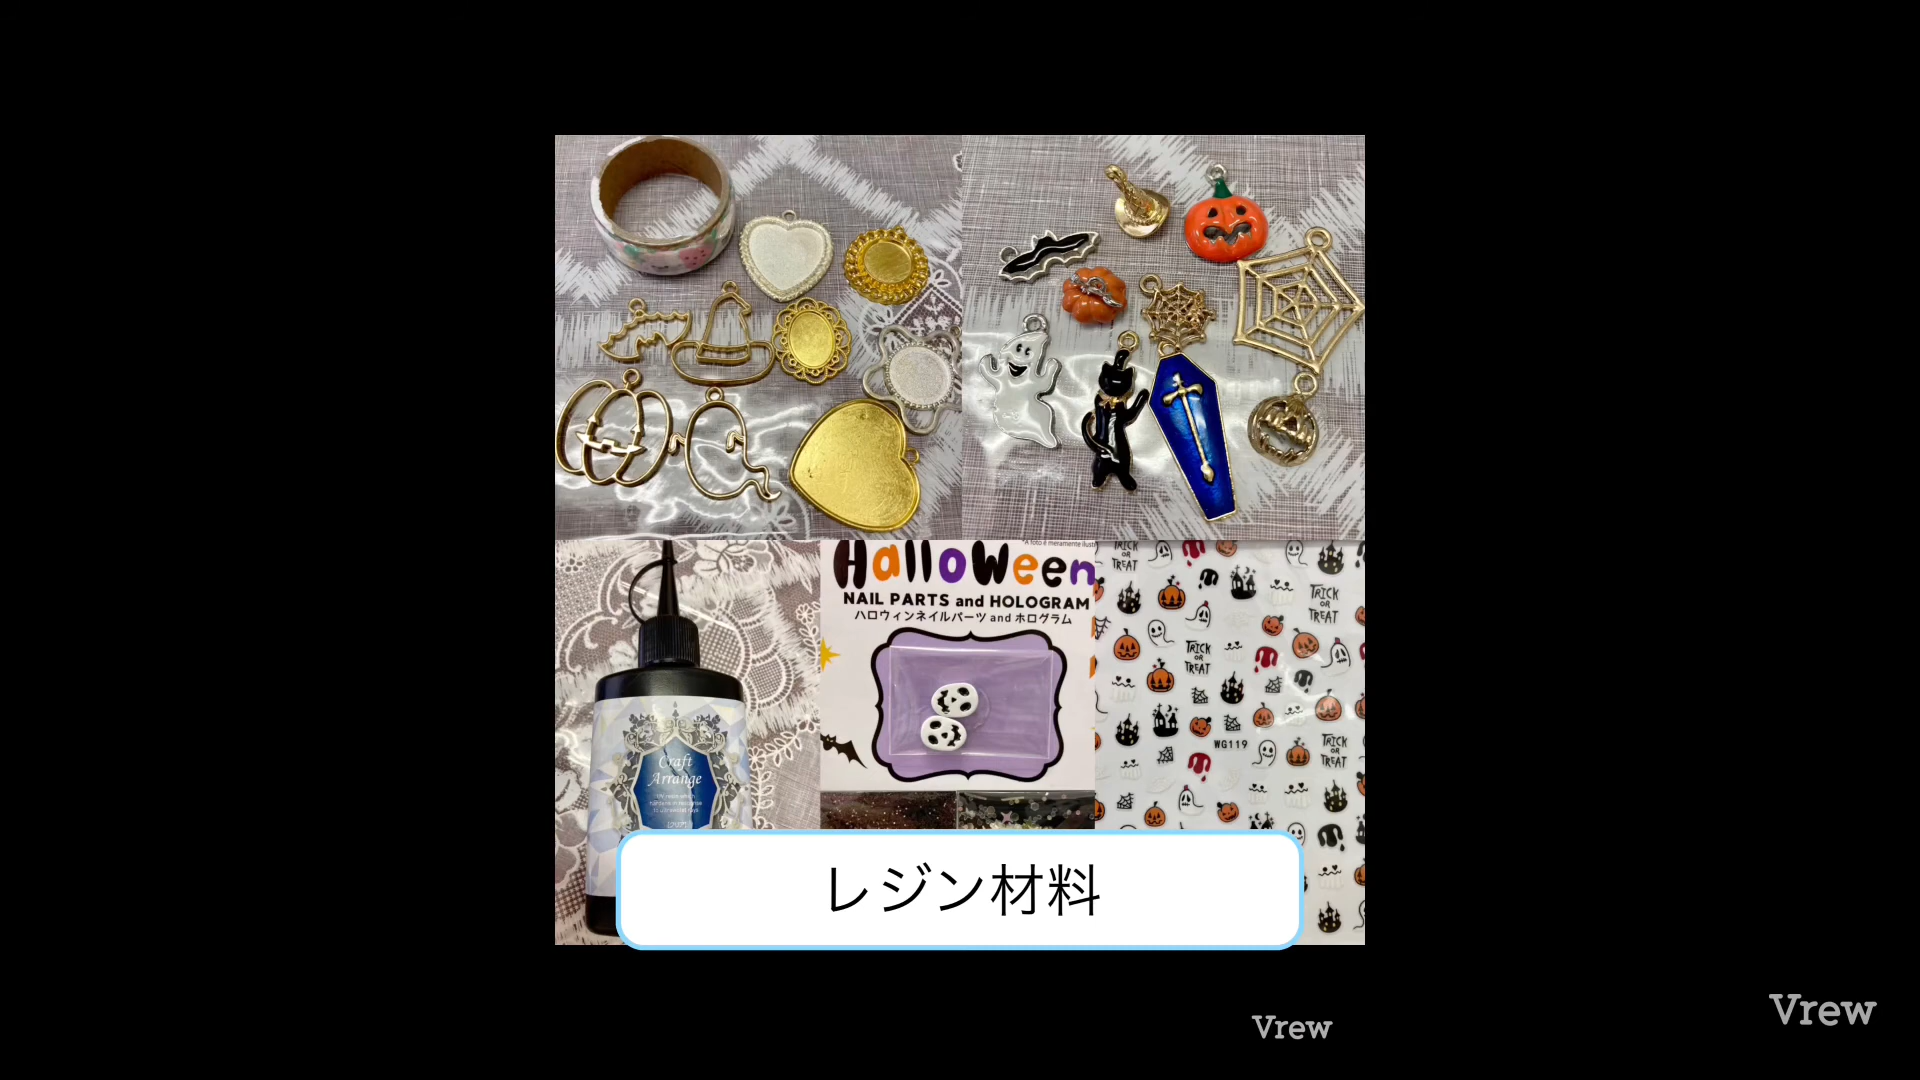 Halloween
NAIL PARTS and HOLOGRAM
ハロウィンネイルパーツ and ホログラム
TRICK
OR
TREAT
TRICK
OR
TREAT
TRICK
OR
TREAT
WG119
TRICK
OR
TREAT
Craft
Arrange
レジン材料
Vrew
Vrew